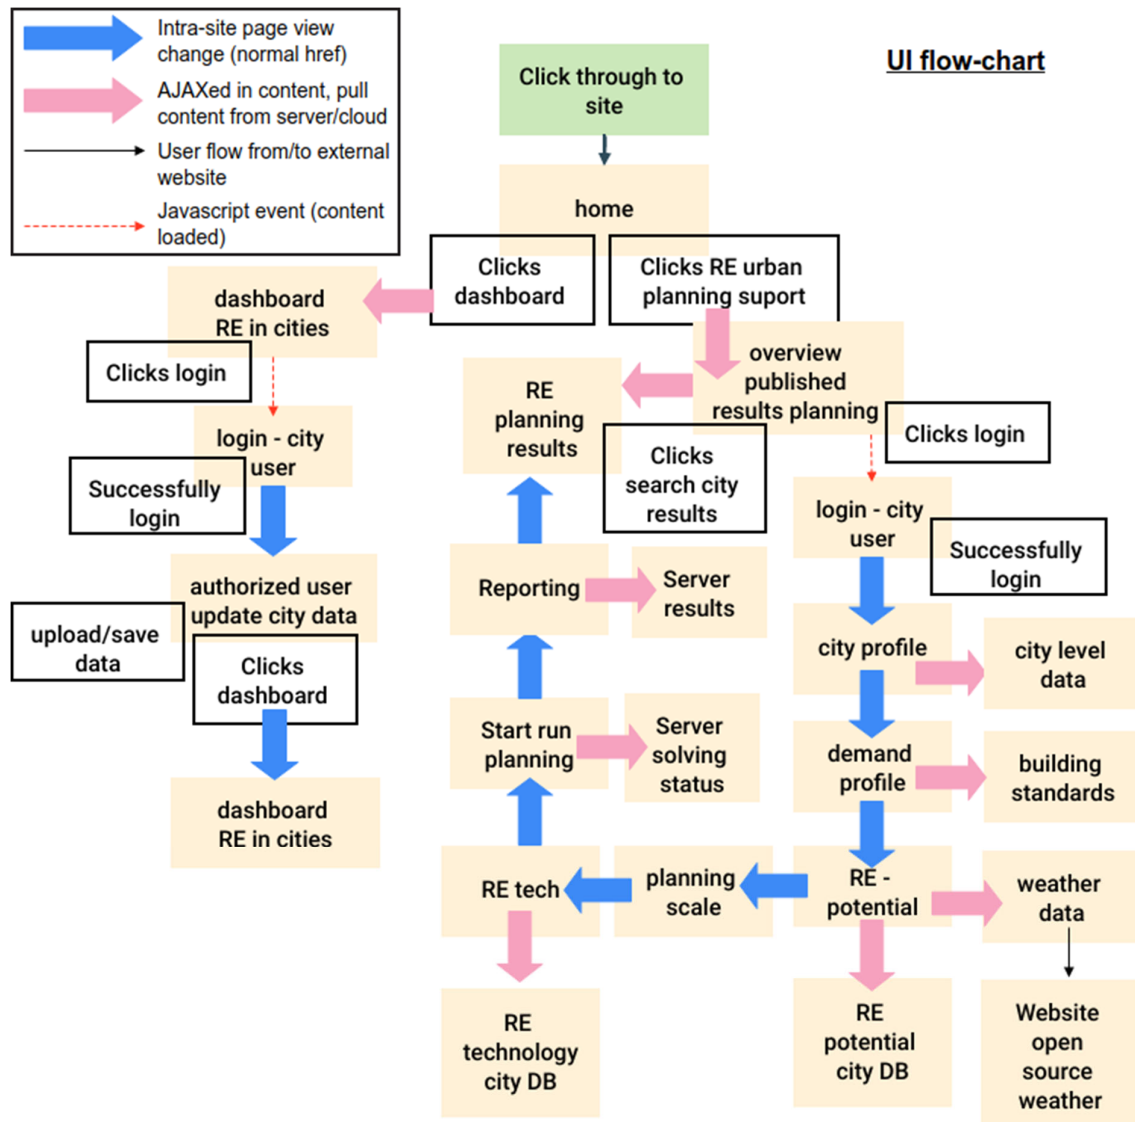 Intra-site page view
change (normal href)
AJAXed in content, pull
content from server/cloud
User flow from/to external
website
Javascript event (content
loaded)
UI flow-chart
Click through to
site
home
Clicks
dashboard
Clicks RE urban
planning suport
dashboard
RE in cities
Clicks login
login - city
user
Successfully
login
authorized user
update city data
upload/save
data
Clicks
dashboard
dashboard
RE in cities
overview
published
results planning
RE
planning
results
Clicks
search city
results
Clicks login
login - city
user
Successfully
login
Reporting
Server
results
city profile
city level
data
Start run
planning
Server
solving
status
demand
profile
building
standards
RE tech
planning
scale
RE -
potential
weather
data
RE
technology
city DB
RE
potential
city DB
Website
open
source
weather